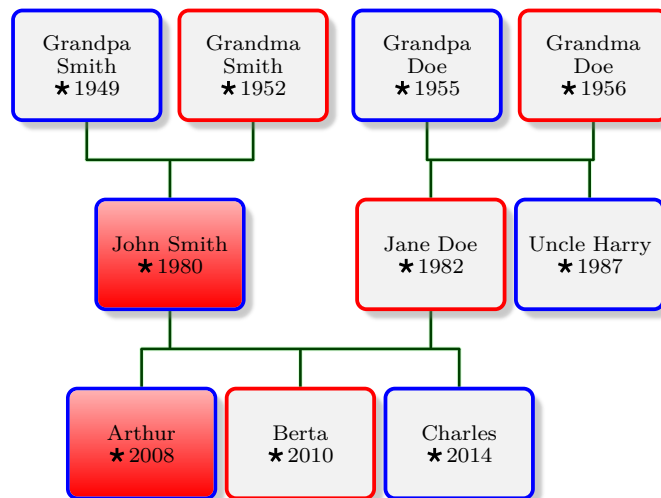 Grandpa
Smith
★1949
Grandma
Smith
★1952
Grandpa
Doe
★1955
Grandma
Doe
★1956
John Smith
★1980
Jane Doe
★1982
Uncle Harry
★1987
Arthur
★2008
Berta
★2010
Charles
★2014